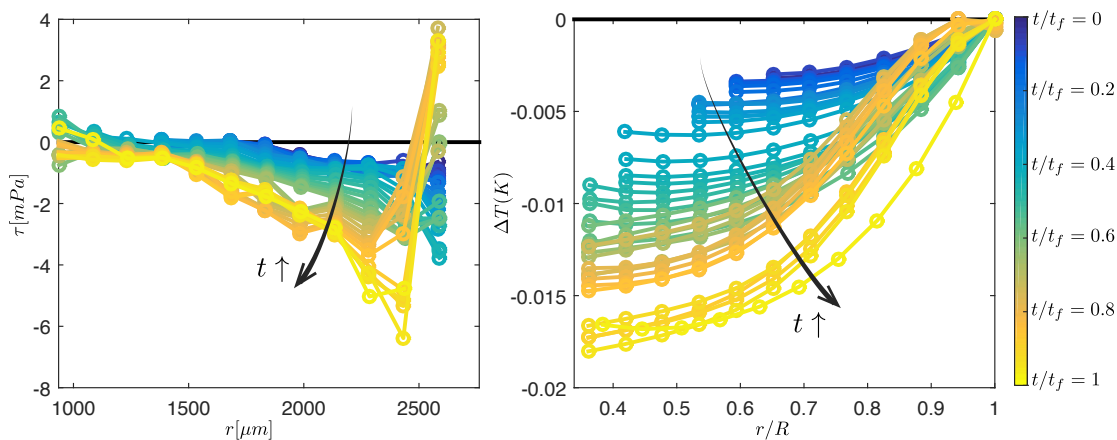 4
2
0
-2
-4
-6
-8
τ[mPa]
1000
1500
2000
2500
r[μm]
t ↑
0
-0.005
-0.01
-0.015
-0.02
ΔT(K)
0.4
0.5
0.6
0.7
0.8
0.9
1
r/R
t ↑
t/t_f = 0
t/t_f = 0.2
t/t_f = 0.4
t/t_f = 0.6
t/t_f = 0.8
t/t_f = 1